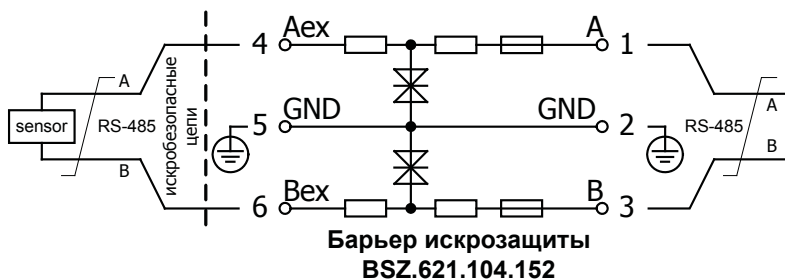 4 Aex A 1
A
A
sensor RS-485
искробезопасные
цепи
5 GND GND 2
RS-485
B
B
6 Bex B 3
Барьер искрозащиты
BSZ.621.104.152